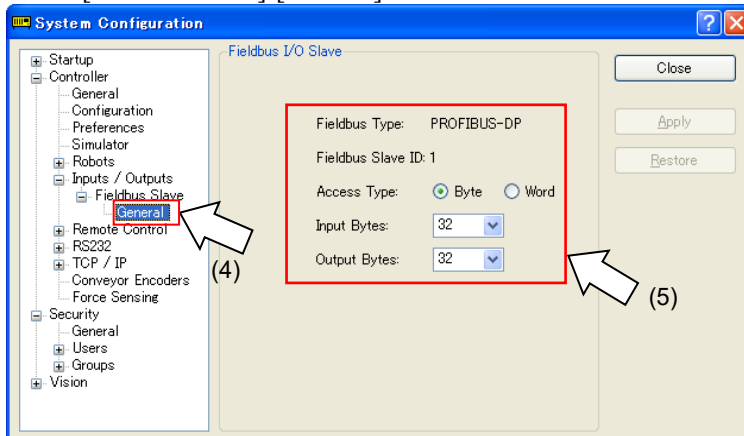 System Configuration
Startup
Controller
General
Configuration
Preferences
Simulator
Robots
Inputs / Outputs
Fieldbus Slave
General
Remote Control
RS232
TCP / IP
Conveyor Encoders
Force Sensing
Security
General
Users
Groups
Vision
(4)
Fieldbus I/O Slave
Fieldbus Type: PROFIBUS-DP
Fieldbus Slave ID: 1
Access Type: Byte Word
Input Bytes: 32
Output Bytes: 32
(5)
Close
Apply
Restore